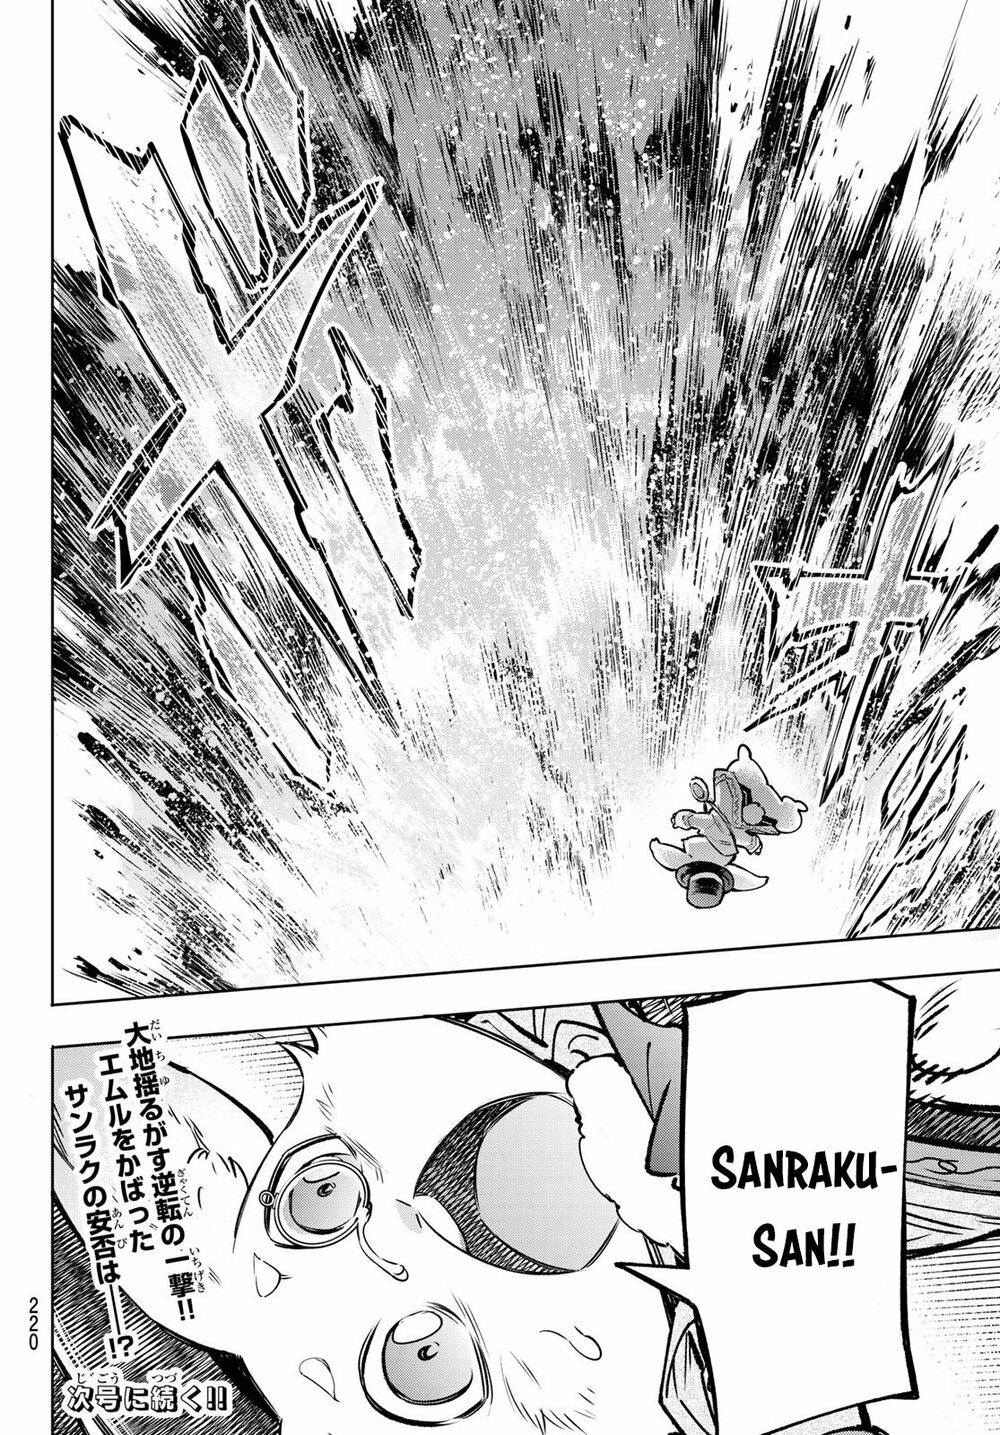 SANRAKU-
SAN!!
大地揺るがす逆転の一撃!!
エムルをかばった
サンラクの安否は――!?
次号に続く!!
220